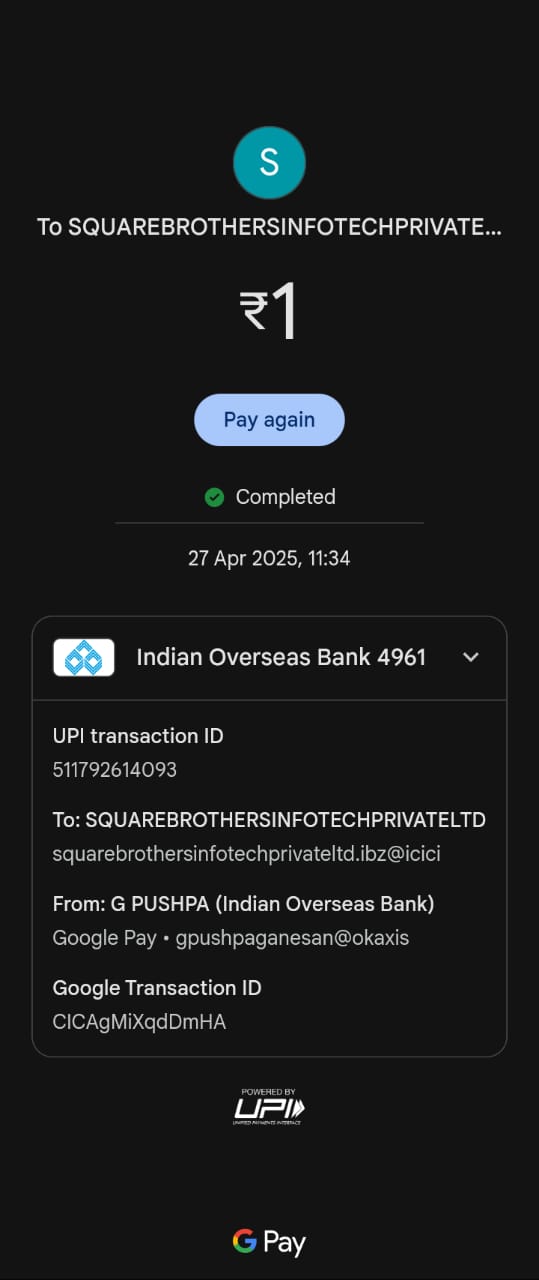 S
To SQUAREBROTHERSINFOTECHPRIVATE...
₹1
Pay again
Completed
27 Apr 2025, 11:34
Indian Overseas Bank 4961
UPI transaction ID
511792614093
To: SQUAREBROTHERSINFOTECHPRIVATELTD
squarebrothersinfotechprivateltd.ibz@icici
From: G PUSHPA (Indian Overseas Bank)
Google Pay • gpushpaganesan@okaxis
Google Transaction ID
CICAgMiXqdDmHA
POWERED BY
UPI
UNIFIED PAYMENTS INTERFACE
G Pay